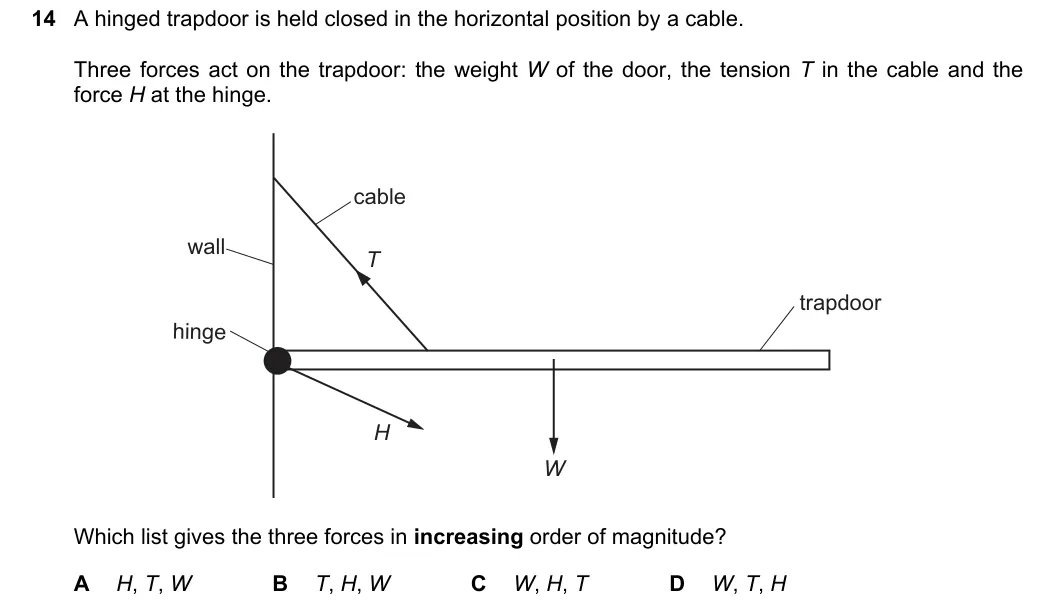 14 A hinged trapdoor is held closed in the horizontal position by a cable.
Three forces act on the trapdoor: the weight W of the door, the tension T in the cable and the
force H at the hinge.
cable
wall
T
trapdoor
hinge
H
W
Which list gives the three forces in increasing order of magnitude?
A H, T, W B T, H, W C W, H, T D W, T, H